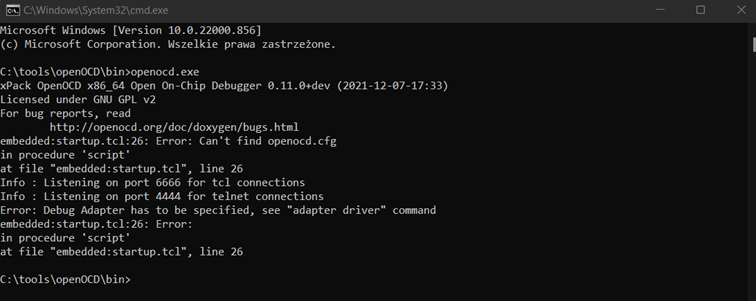 C:\Windows\System32\cmd.exe
Microsoft Windows [Version 10.0.22000.856]
(c) Microsoft Corporation. Wszelkie prawa zastrzeżone.
C:\tools\openOCD\bin>openocd.exe
xPack OpenOCD x86_64 Open On-Chip Debugger 0.11.0+dev (2021-12-07-17:33)
Licensed under GNU GPL v2
For bug reports, read
        http://openocd.org/doc/doxygen/bugs.html
embedded:startup.tcl:26: Error: Can't find openocd.cfg
in procedure 'script'
at file "embedded:startup.tcl", line 26
Info : Listening on port 6666 for tcl connections
Info : Listening on port 4444 for telnet connections
Error: Debug Adapter has to be specified, see "adapter driver" command
embedded:startup.tcl:26: Error:
in procedure 'script'
at file "embedded:startup.tcl", line 26
C:\tools\openOCD\bin>